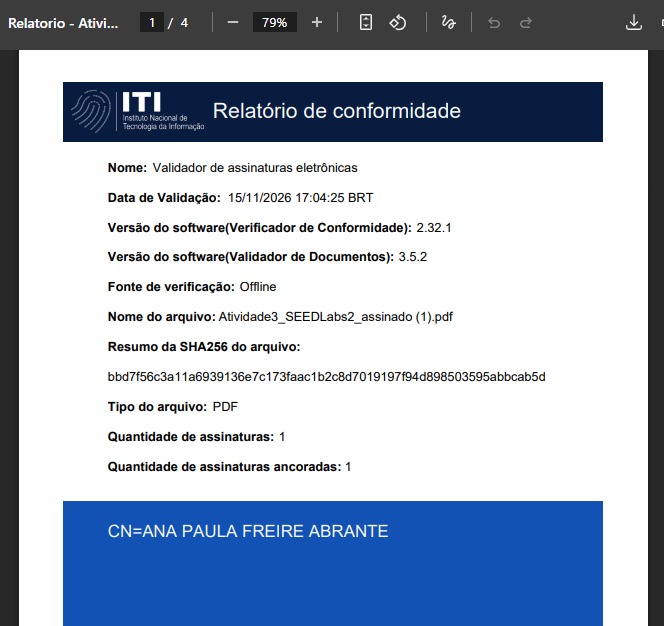 Relatorio - Ativi...
1 / 4
79%
ITI
Instituto Nacional de
Tecnologia da Informação
Relatório de conformidade
Nome: Validador de assinaturas eletrônicas
Data de Validação: 15/11/2026 17:04:25 BRT
Versão do software(Verificador de Conformidade): 2.32.1
Versão do software(Validador de Documentos): 3.5.2
Fonte de verificação: Offline
Nome do arquivo: Atividade3_SEEDLabs2_assinado (1).pdf
Resumo da SHA256 do arquivo:
bbd7f56c3a11a6939136e7c173faac1b2c8d7019197f94d898503595abbcab5d
Tipo do arquivo: PDF
Quantidade de assinaturas: 1
Quantidade de assinaturas ancoradas: 1
CN=ANA PAULA FREIRE ABRANTE